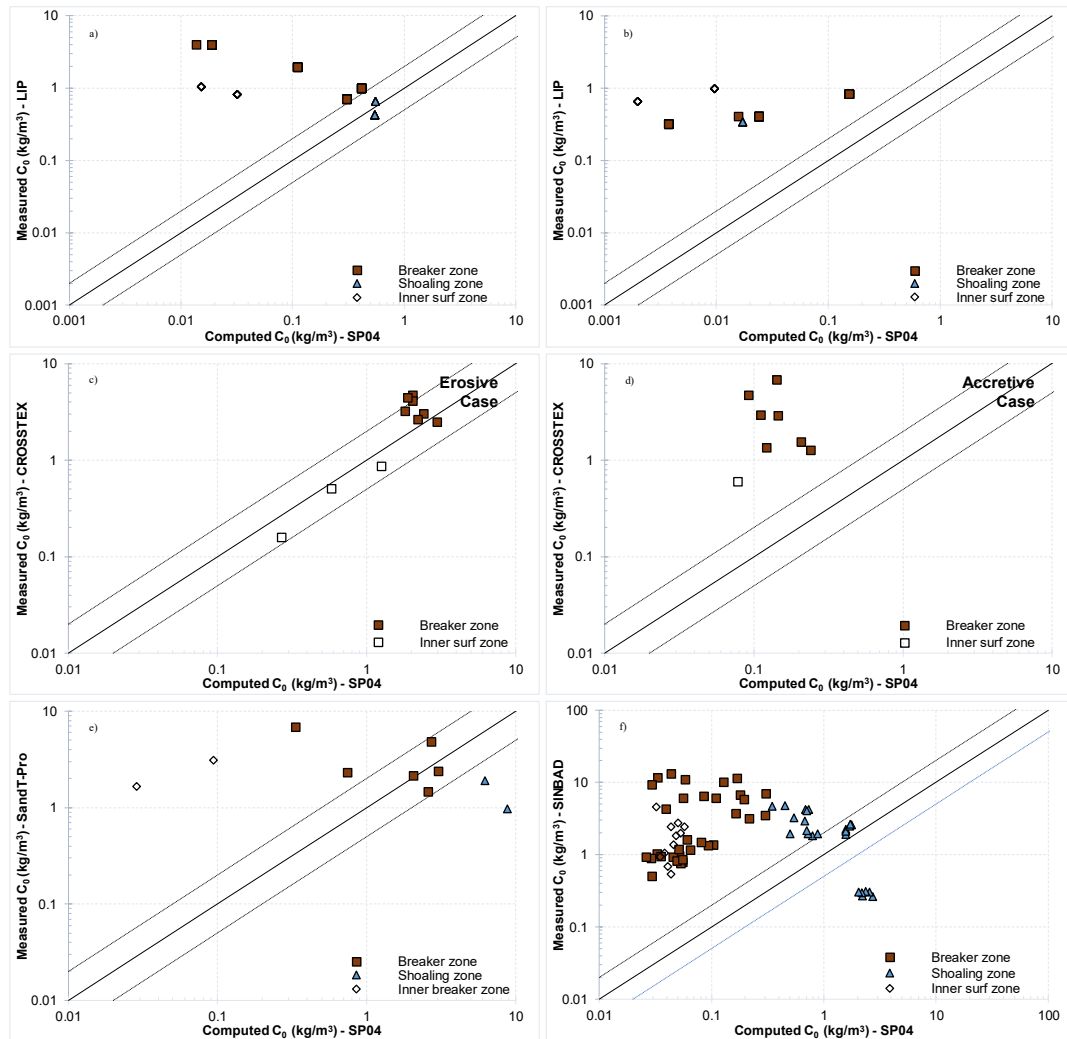 a)
Measured C₀ (kg/m³) - LIP
10
1
0.1
0.01
0.001
Breaker zone
Shoaling zone
Inner surf zone
0.001 0.01 0.1 1 10
Computed C₀ (kg/m³) - SP04
b)
Measured C₀ (kg/m³) - LIP
10
1
0.1
0.01
0.001
Breaker zone
Shoaling zone
Inner surf zone
0.001 0.01 0.1 1 10
Computed C₀ (kg/m³) - SP04
c)
Erosive
Case
Measured C₀ (kg/m³) - CROSSTEX
10
1
0.1
0.01
Breaker zone
Inner surf zone
0.01 0.1 1 10
Computed C₀ (kg/m³) - SP04
d)
Accretive
Case
Measured C₀ (kg/m³) - CROSSTEX
10
1
0.1
0.01
Breaker zone
Inner surf zone
0.01 0.1 1 10
Computed C₀ (kg/m³) - SP04
e)
Measured C₀ (kg/m³) - SandT-Pro
10
1
0.1
0.01
Breaker zone
Shoaling zone
Inner breaker zone
0.01 0.1 1 10
Computed C₀ (kg/m³) - SP04
f)
Measured C₀ (kg/m³) - SINBAD
100
10
1
0.1
0.01
Breaker zone
Shoaling zone
Inner surf zone
0.01 0.1 1 10 100
Computed C₀ (kg/m³) - SP04